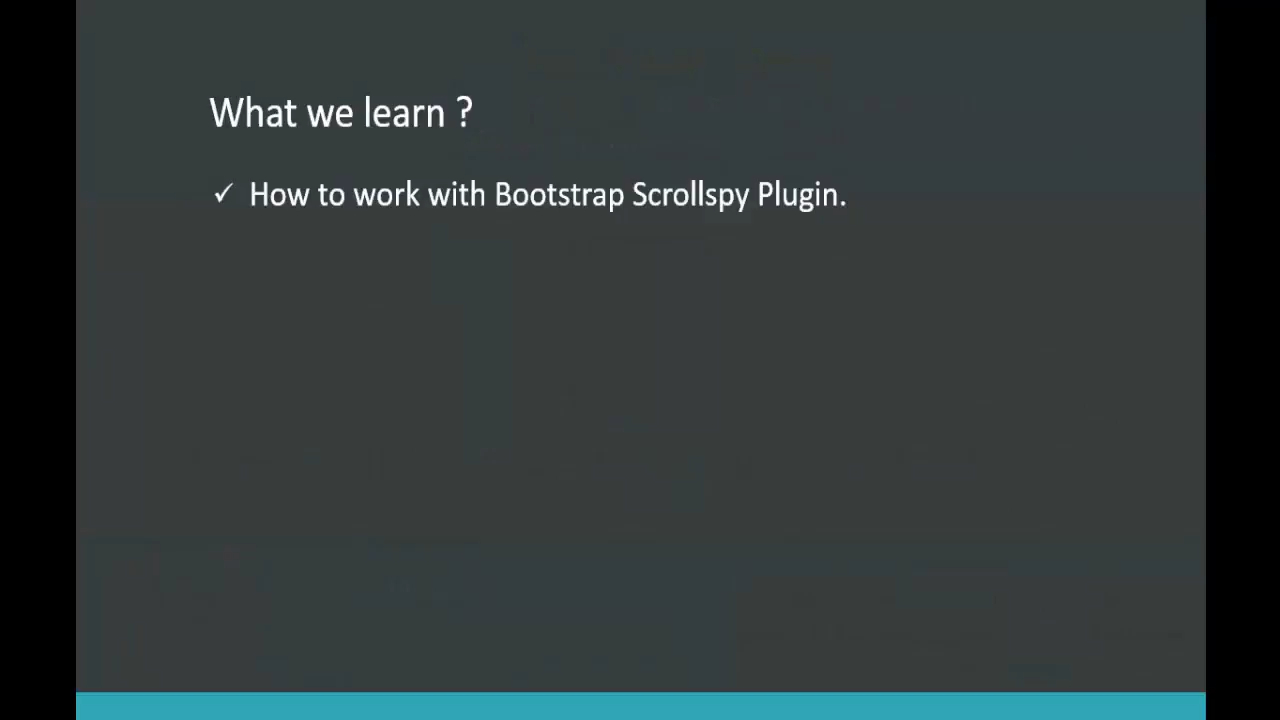 What we learn ?
✓ How to work with Bootstrap Scrollspy Plugin.